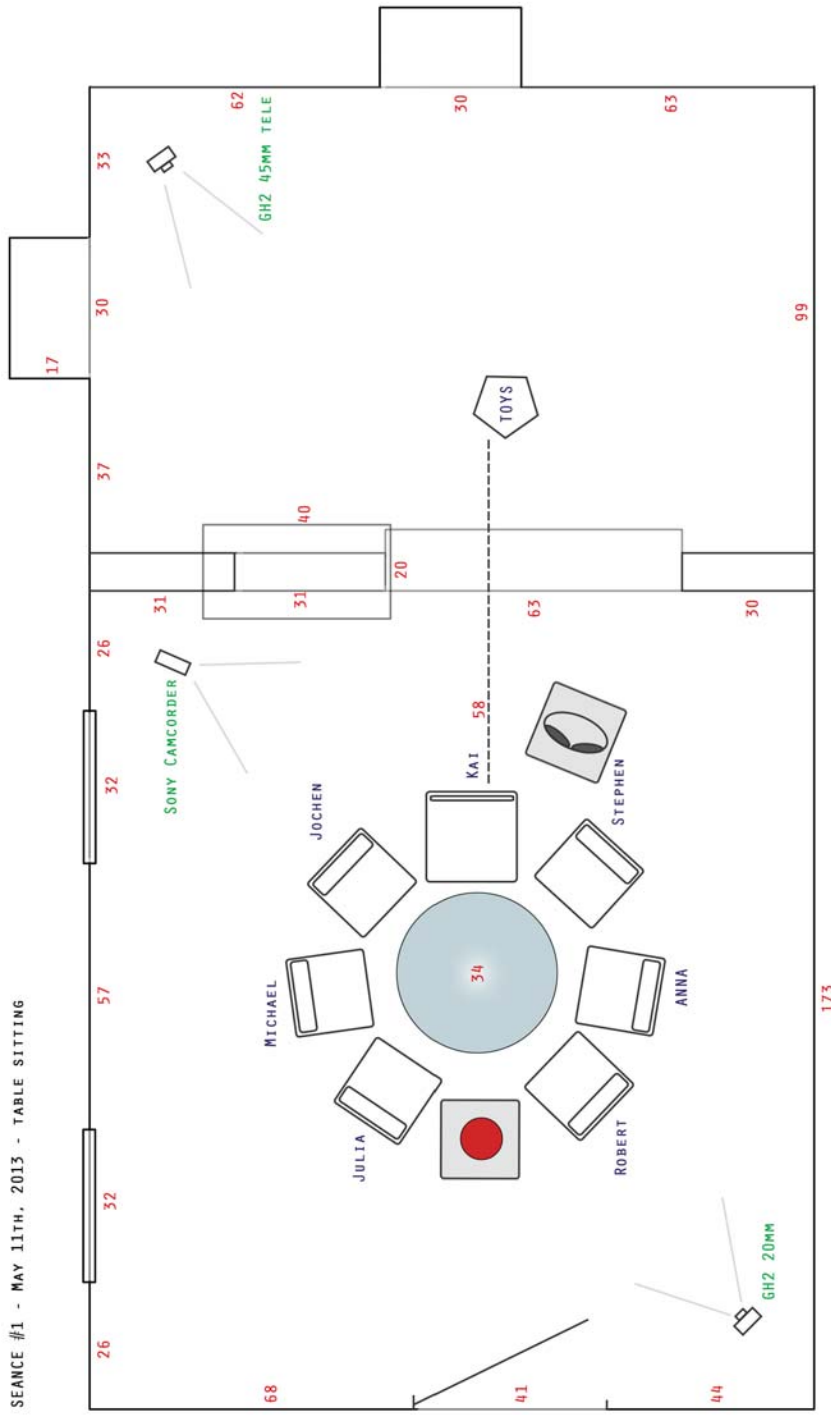 SEANCE #1 - MAY 11TH, 2013 - TABLE SITTING
26
32
57
32
26
31
37
30
33
17
62
GH2 45MM TELE
30
63
99
SONY CAMCORDER
31
40
20
63
30
58
TOYS
JOCHEN
KAI
STEPHEN
MICHAEL
34
ANNA
JULIA
ROBERT
68
41
44
GH2 20MM
173